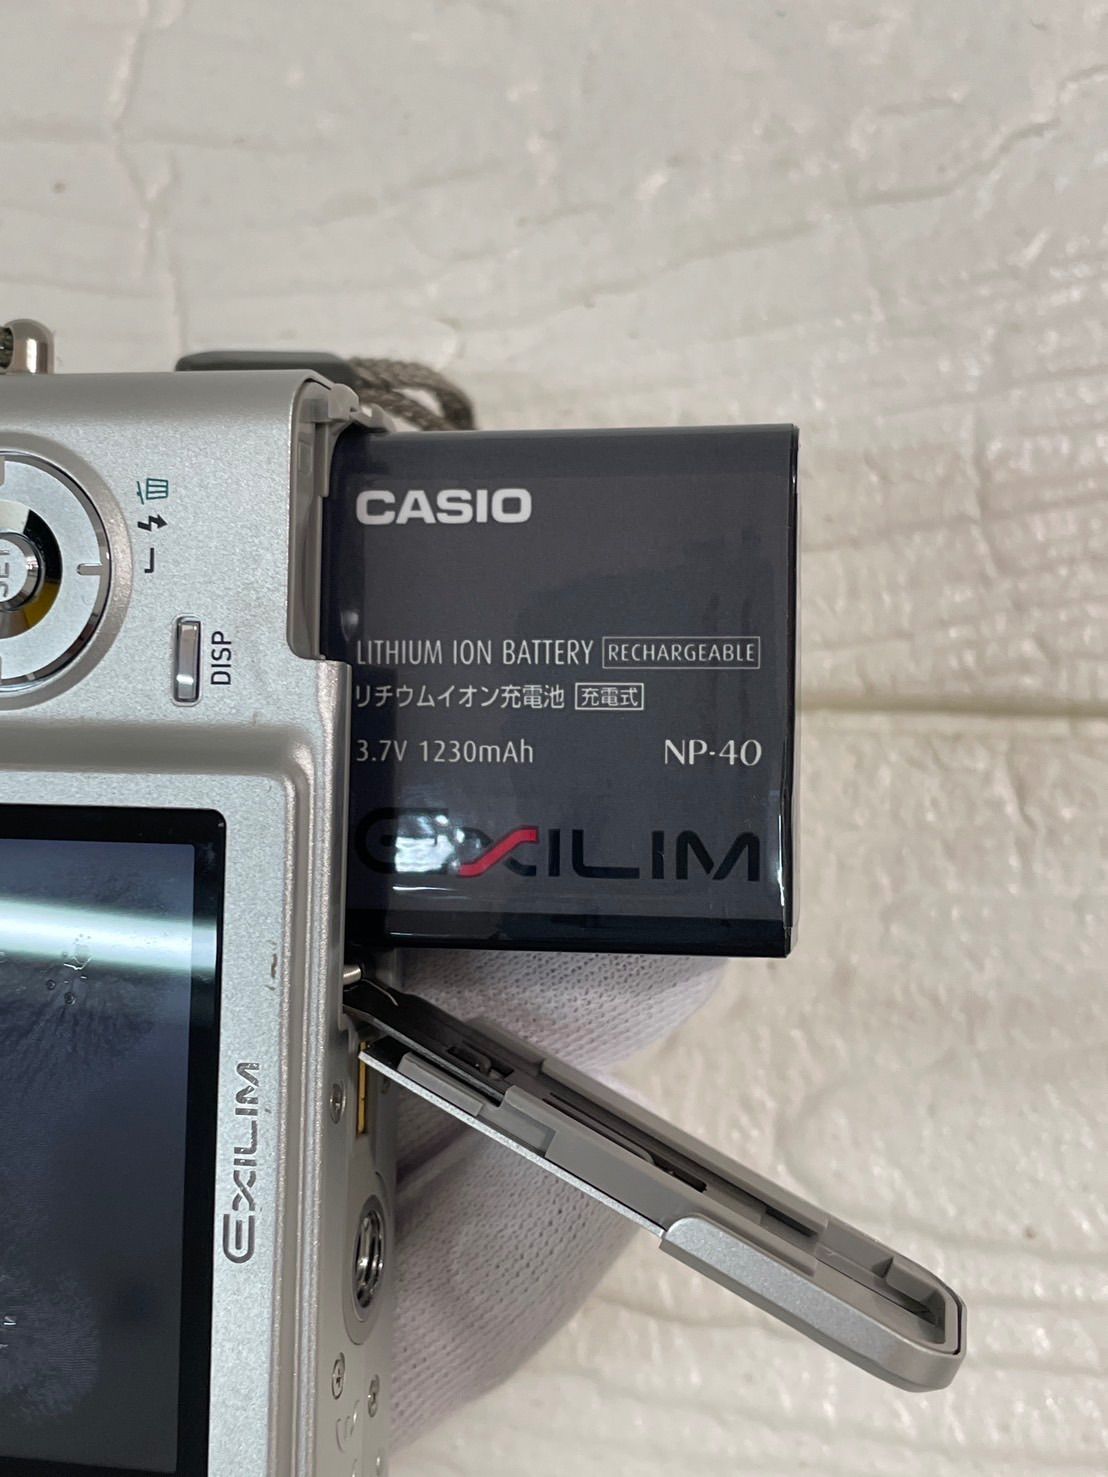 CASIO
LITHIUM ION BATTERY RECHARGEABLE
リチウムイオン充電池 充電式
3.7V 1230mAh NP-40
EXILIM
SET
DISP
EXILIM